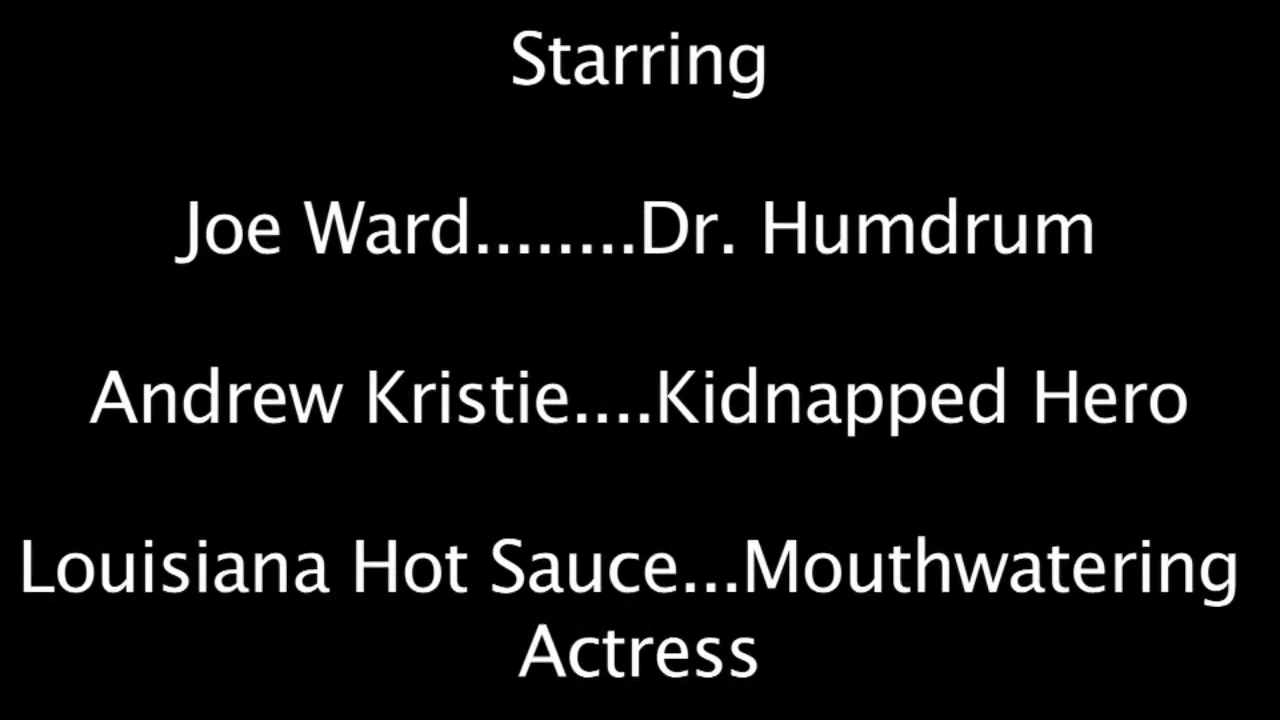 Starring
Joe Ward........Dr. Humdrum
Andrew Kristie....Kidnapped Hero
Louisiana Hot Sauce...Mouthwatering
Actress